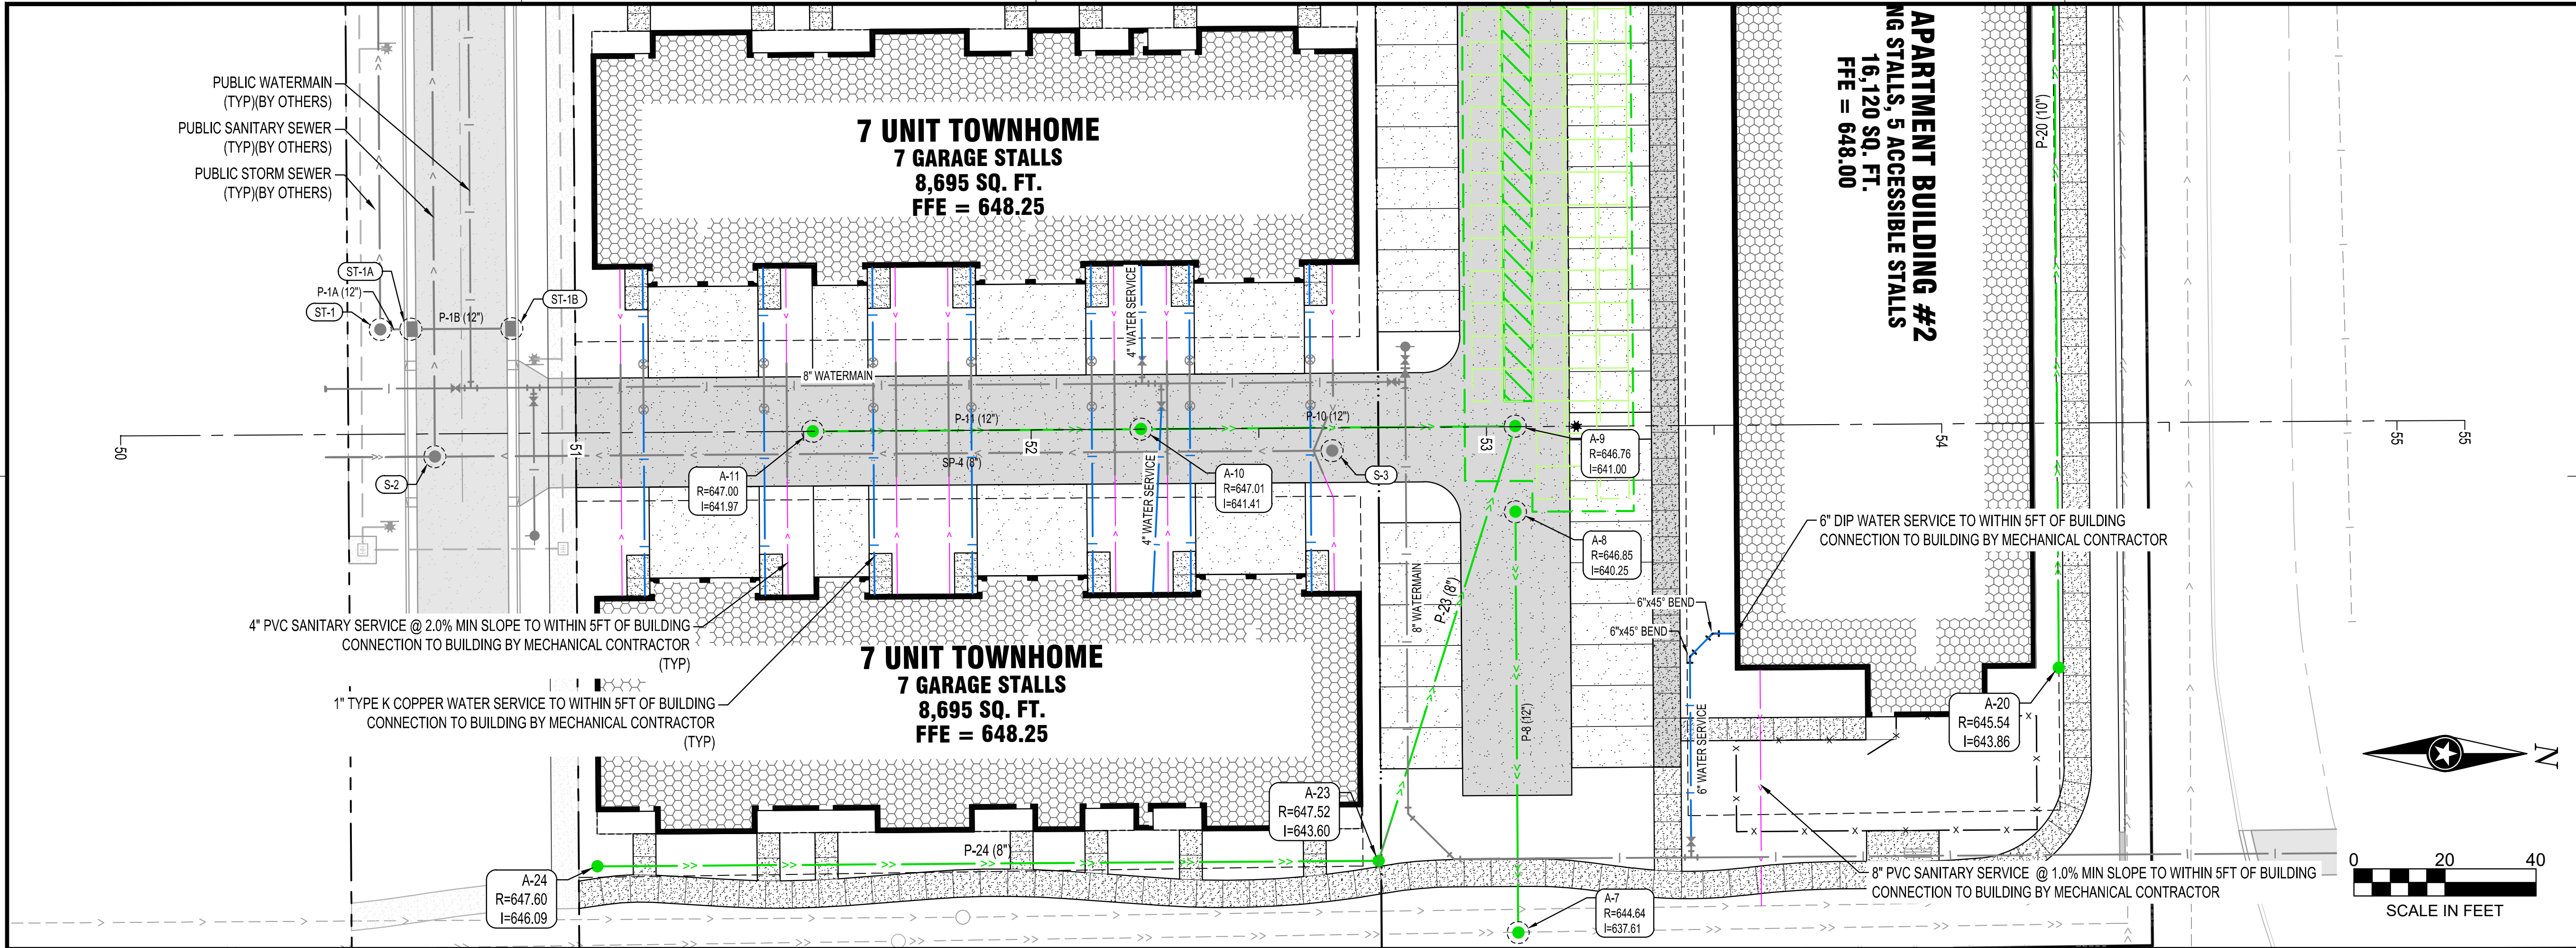 PUBLIC WATERMAIN
(TYP)(BY OTHERS)
PUBLIC SANITARY SEWER
(TYP)(BY OTHERS)
PUBLIC STORM SEWER
(TYP)(BY OTHERS)
ST-1A
P-1A (12")
ST-1
P-1B (12")
ST-1B
S-2
7 UNIT TOWNHOME
7 GARAGE STALLS
8,695 SQ. FT.
FFE = 648.25
APARTMENT BUILDING #2
NG STALLS, 5 ACCESSIBLE STALLS
16,120 SQ. FT.
FFE = 648.00
P-20 (10")
4" WATER SERVICE
8" WATERMAIN
P-11 (12")
P-10 (12")
50
51
52
53
54
55
55
SP-4 (8")
A-11
R=647.00
I=641.97
4" WATER SERVICE
A-10
R=647.01
I=641.41
S-3
A-9
R=646.76
I=641.00
A-8
R=646.85
I=640.25
6" DIP WATER SERVICE TO WITHIN 5FT OF BUILDING
CONNECTION TO BUILDING BY MECHANICAL CONTRACTOR
8" WATERMAIN
P-23 (8")
6"x45° BEND
6"x45° BEND
4" PVC SANITARY SERVICE @ 2.0% MIN SLOPE TO WITHIN 5FT OF BUILDING
CONNECTION TO BUILDING BY MECHANICAL CONTRACTOR
(TYP)
1" TYPE K COPPER WATER SERVICE TO WITHIN 5FT OF BUILDING
CONNECTION TO BUILDING BY MECHANICAL CONTRACTOR
(TYP)
7 UNIT TOWNHOME
7 GARAGE STALLS
8,695 SQ. FT.
FFE = 648.25
P-8 (12")
6" WATER SERVICE
A-20
R=645.54
I=643.86
N
A-23
R=647.52
I=643.60
P-24 (8")
A-24
R=647.60
I=646.09
A-7
R=644.64
I=637.61
8" PVC SANITARY SERVICE @ 1.0% MIN SLOPE TO WITHIN 5FT OF BUILDING
CONNECTION TO BUILDING BY MECHANICAL CONTRACTOR
0 20 40
SCALE IN FEET